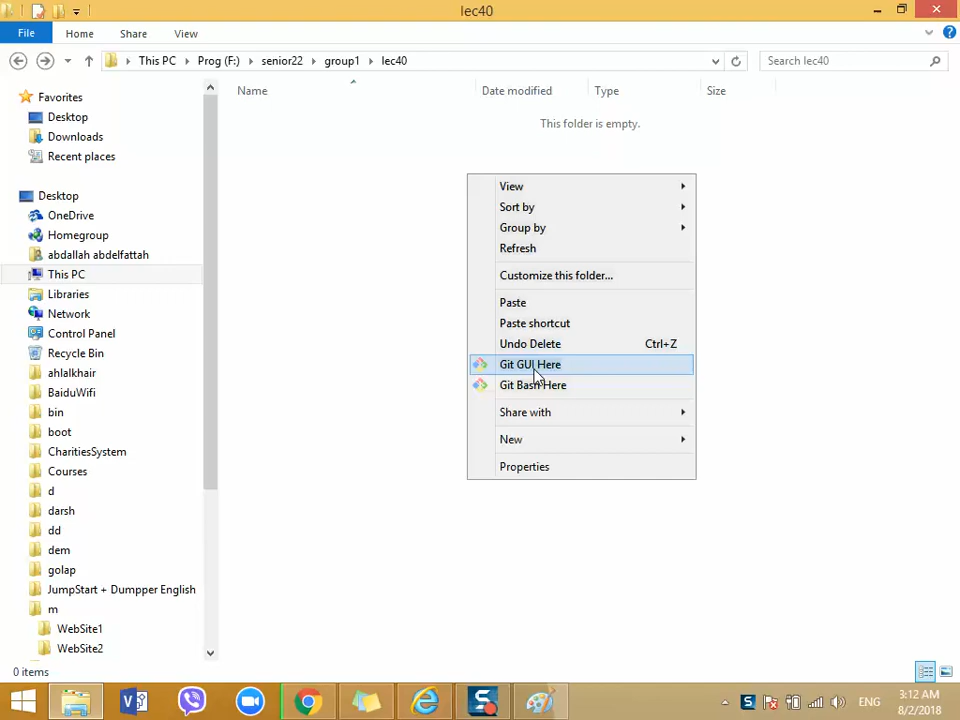 lec40
File
Home
Share
View
This PC
Prog (F:)
senior22
group1
lec40
Search lec40
Name
Date modified
Type
Size
This folder is empty.
Favorites
Desktop
Downloads
Recent places
Desktop
OneDrive
Homegroup
abdallah abdelfattah
This PC
Libraries
Network
Control Panel
Recycle Bin
ahlalkhair
BaiduWifi
bin
boot
CharitiesSystem
Courses
d
darsh
dd
dem
golap
JumpStart + Dumpper English
m
WebSite1
WebSite2
View
Sort by
Group by
Refresh
Customize this folder...
Paste
Paste shortcut
Undo Delete Ctrl+Z
Git GUI Here
Git Bash Here
Share with
New
Properties
0 items
ENG
3:12 AM
8/2/2018